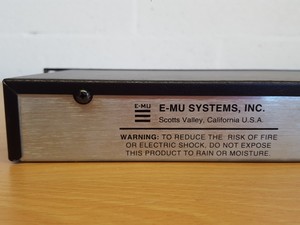 E-MU
E-MU SYSTEMS, INC.
Scotts Valley, California U.S.A.
WARNING: TO REDUCE THE RISK OF FIRE
OR ELECTRIC SHOCK, DO NOT EXPOSE
THIS PRODUCT TO RAIN OR MOISTURE.